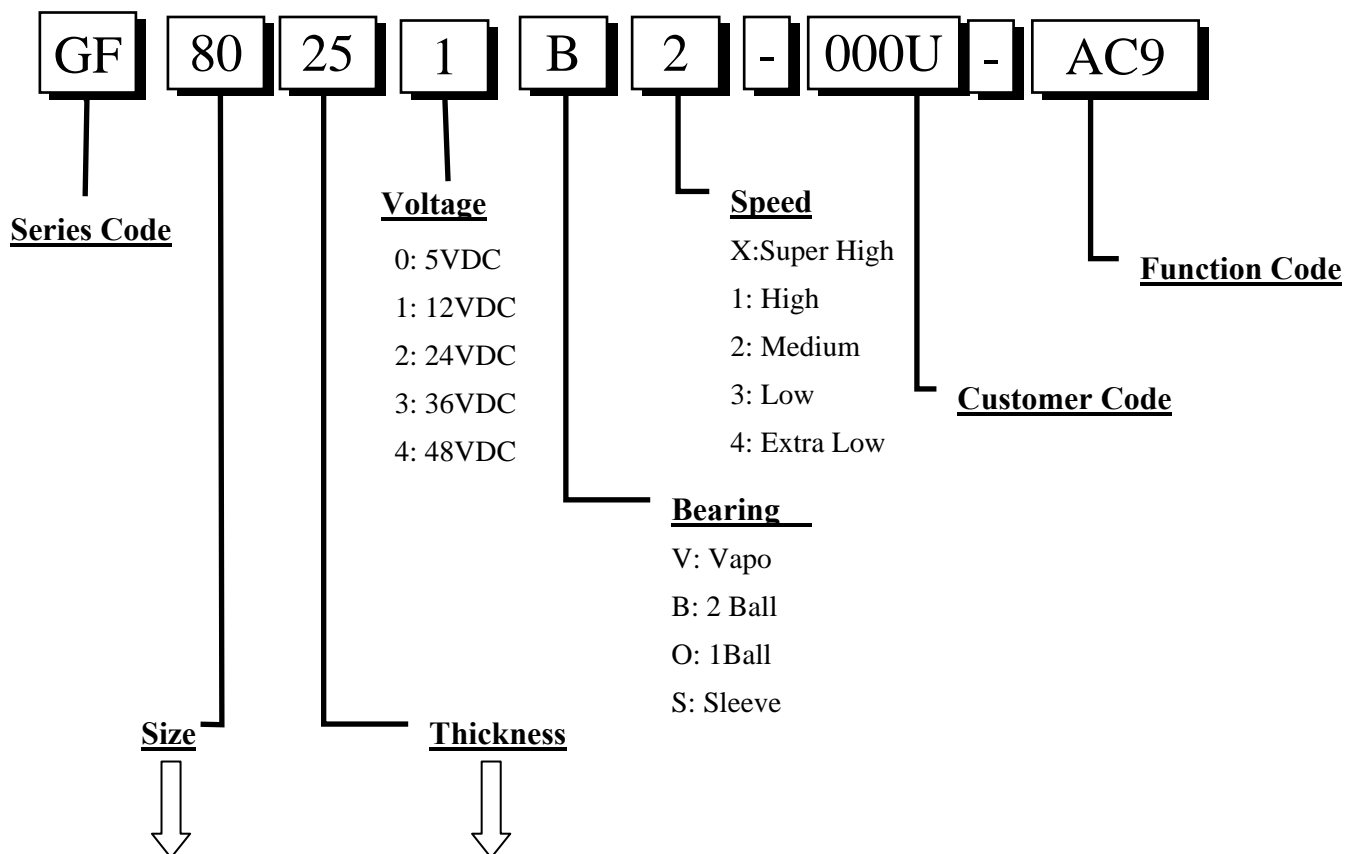 GF 80 25 1 B 2 - 000U - AC9
Series Code
Voltage
0: 5VDC
1: 12VDC
2: 24VDC
3: 36VDC
4: 48VDC
Speed
X:Super High
1: High
2: Medium
3: Low
4: Extra Low
Function Code
Customer Code
Bearing
V: Vapo
B: 2 Ball
O: 1Ball
S: Sleeve
Size
Thickness